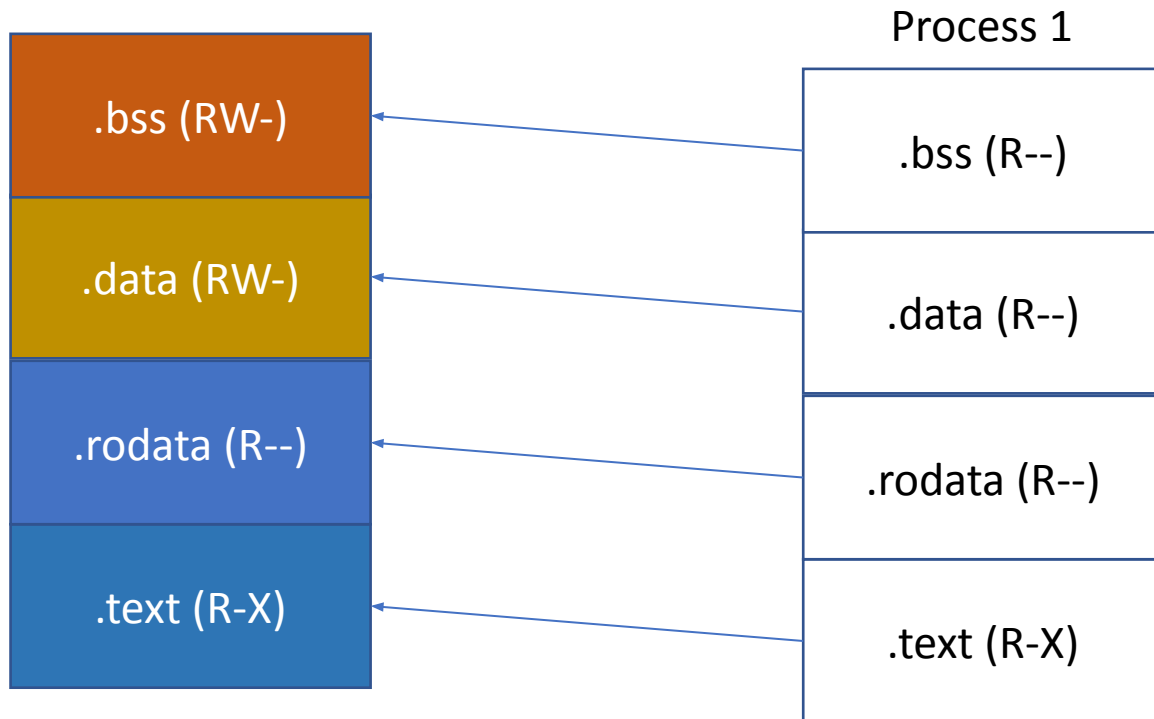 Process 1
.bss (RW-)
.data (RW-)
.rodata (R--)
.text (R-X)
.bss (R--)
.data (R--)
.rodata (R--)
.text (R-X)